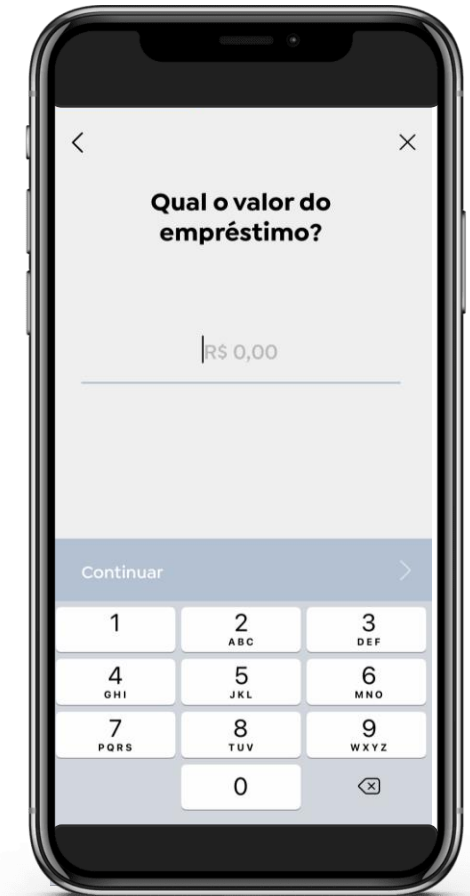 Qual o valor do
empréstimo?
R$ 0,00
Continuar
1
2
ABC
3
DEF
4
GHI
5
JKL
6
MNO
7
PQRS
8
TUV
9
WXYZ
0